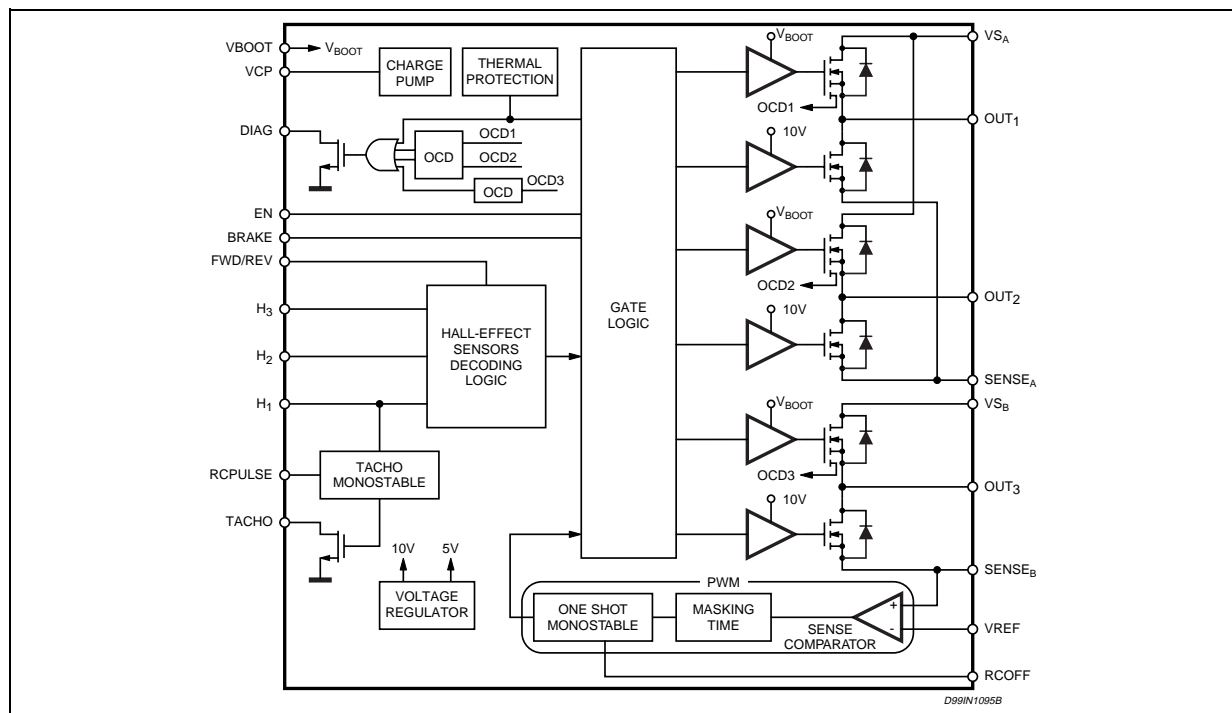 VBOOT
VBOOT
VCP
CHARGE
PUMP
THERMAL
PROTECTION
DIAG
OCD
OCD1
OCD2
OCD
OCD3
EN
BRAKE
FWD/REV
H3
H2
H1
HALL-EFFECT
SENSORS
DECODING
LOGIC
RCPULSE
TACHO
MONOSTABLE
TACHO
10V
5V
VOLTAGE
REGULATOR
GATE
LOGIC
VBOOT
OCD1
10V
VBOOT
OCD2
10V
VBOOT
OCD3
10V
VSA
OUT1
OUT2
SENSEA
VSB
OUT3
SENSEB
PWM
ONE SHOT
MONOSTABLE
MASKING
TIME
+
-
SENSE
COMPARATOR
VREF
RCOFF
D99IN1095B